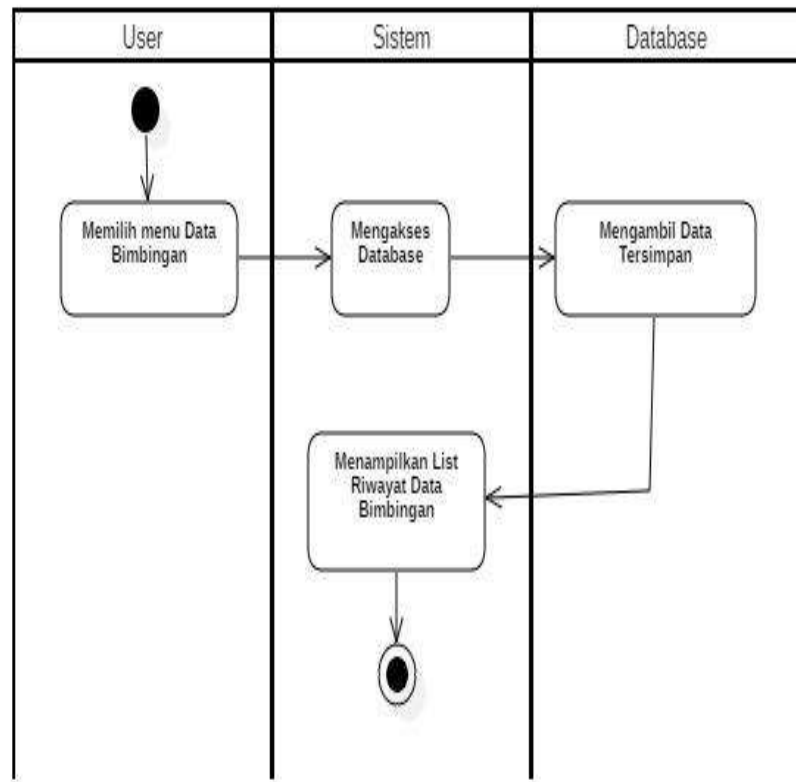 User
Sistem
Database
Memilih menu Data
Bimbingan
Mengakses
Database
Mengambil Data
Tersimpan
Menampilkan List
Riwayat Data
Bimbingan